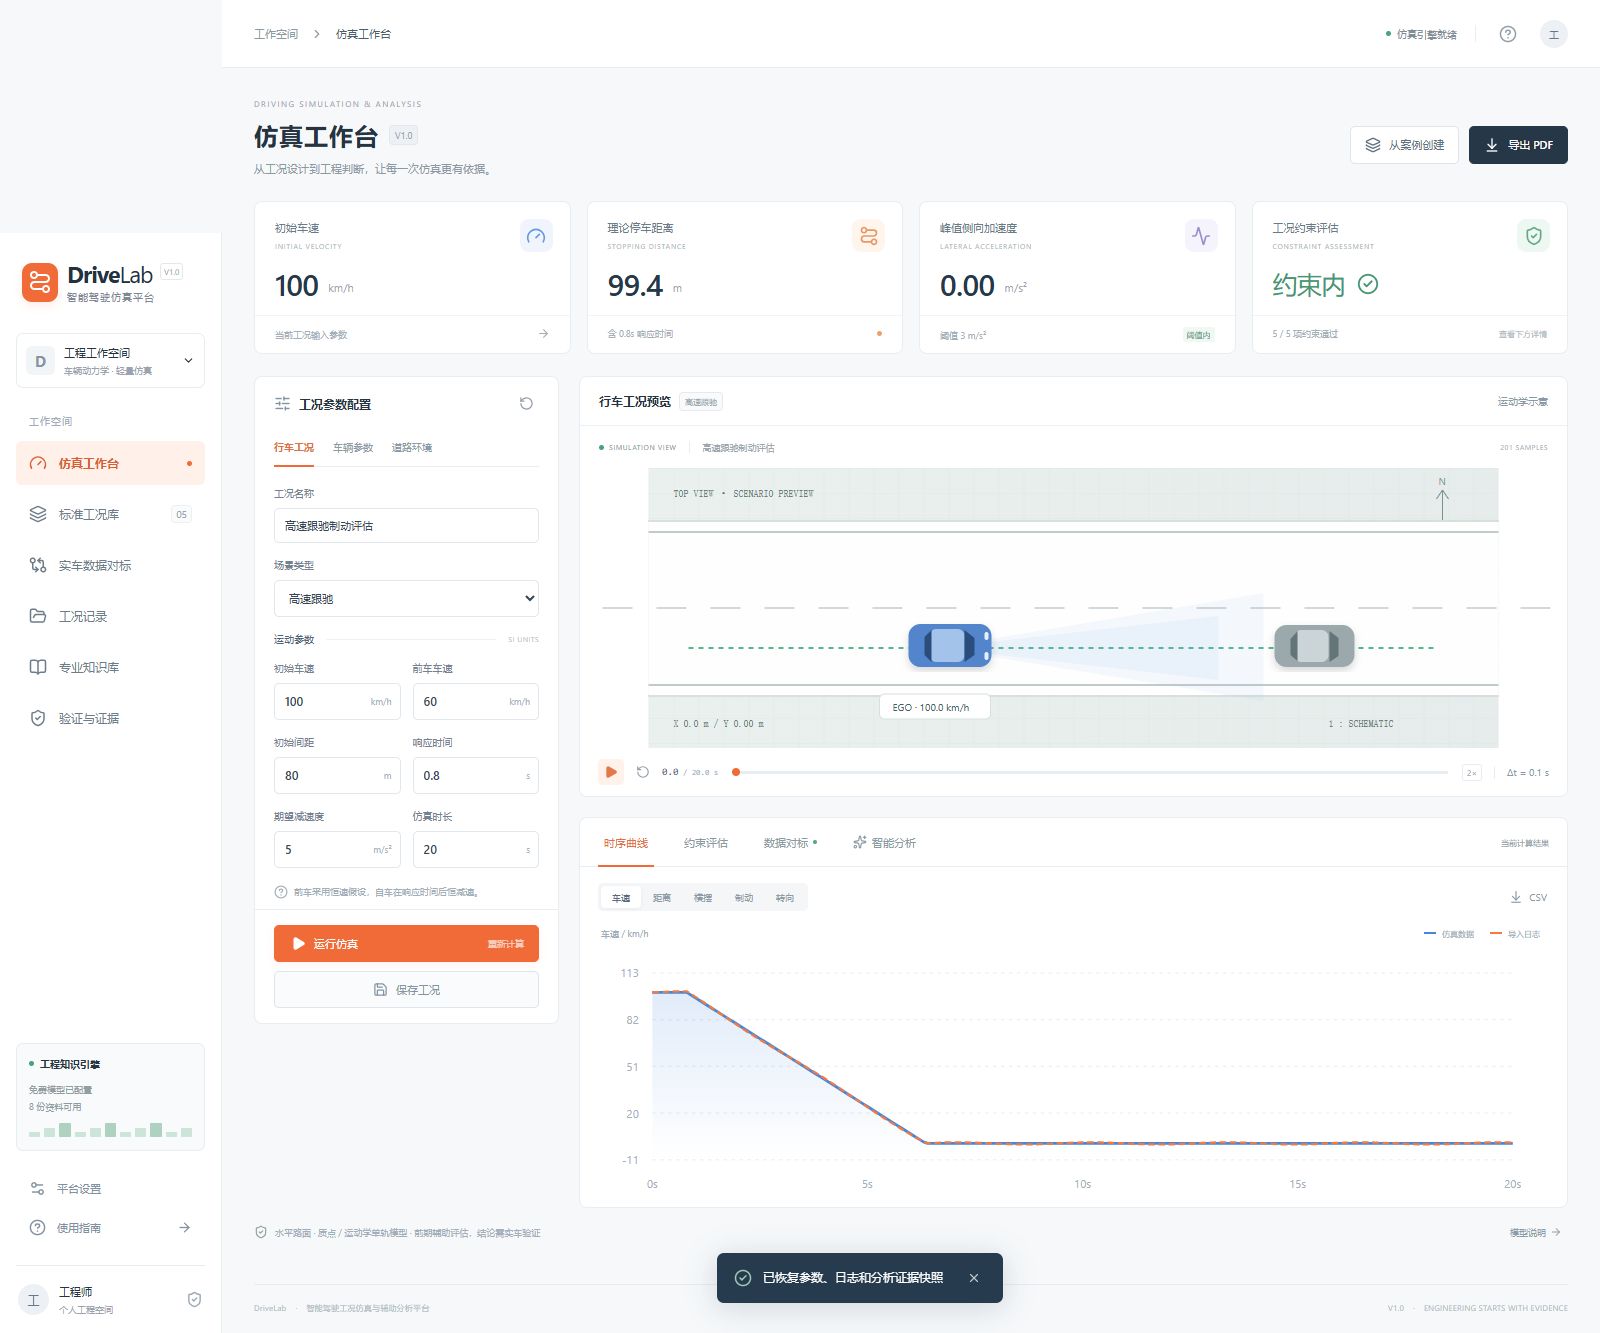 工作空间 > 仿真工作台
仿真引擎就绪
工
DRIVING SIMULATION & ANALYSIS
仿真工作台 V1.0
从工况设计到工程判断，让每一次仿真更有依据。
从案例创建
导出 PDF
初始车速
INITIAL VELOCITY
100 km/h
当前工况输入参数
理论停车距离
STOPPING DISTANCE
99.4 m
含 0.8s 响应时间
峰值侧向加速度
LATERAL ACCELERATION
0.00 m/s²
阈值 3 m/s²
阈值内
工况约束评估
CONSTRAINT ASSESSMENT
约束内
5 / 5 项约束通过
查看下方详情
DriveLab V1.0
智能驾驶仿真平台
D
工程工作空间
车辆动力学 · 轻量仿真
工作空间
仿真工作台
标准工况库 05
实车数据对标
工况记录
专业知识库
验证与证据
工程知识引擎
免费模型已配置
8 份资料可用
平台设置
使用指南
工
工程师
个人工程空间
工况参数配置
行车工况 车辆参数 道路环境
工况名称
高速跟驰制动评估
场景类型
高速跟驰
运动参数 SI UNITS
初始车速 前车车速
100 km/h 60 km/h
初始间距 响应时间
80 m 0.8 s
期望减速度 仿真时长
5 m/s² 20 s
前车采用恒速假设，自车在响应时间后恒减速。
运行仿真 重新计算
保存工况
行车工况预览 高速跟驰
运动学示意
SIMULATION VIEW 高速跟驰制动评估
201 SAMPLES
TOP VIEW • SCENARIO PREVIEW
N
EGO · 100.0 km/h
X 0.0 m / Y 0.00 m
1 : SCHEMATIC
0.0 / 20.0 s
2×
Δt = 0.1 s
时序曲线 约束评估 数据对标 智能分析
当前计算结果
车速 距离 横摆 制动 转向
CSV
车速 / km/h
仿真数据 导入日志
113
82
51
20
-11
0s 5s 10s 15s 20s
水平路面 · 质点 / 运动学单轨模型 · 前期辅助评估，结论需实车验证
模型说明
已恢复参数、日志和分析证据快照 ×
DriveLab · 智能驾驶工况仿真与辅助分析平台
V1.0 · ENGINEERING STARTS WITH EVIDENCE